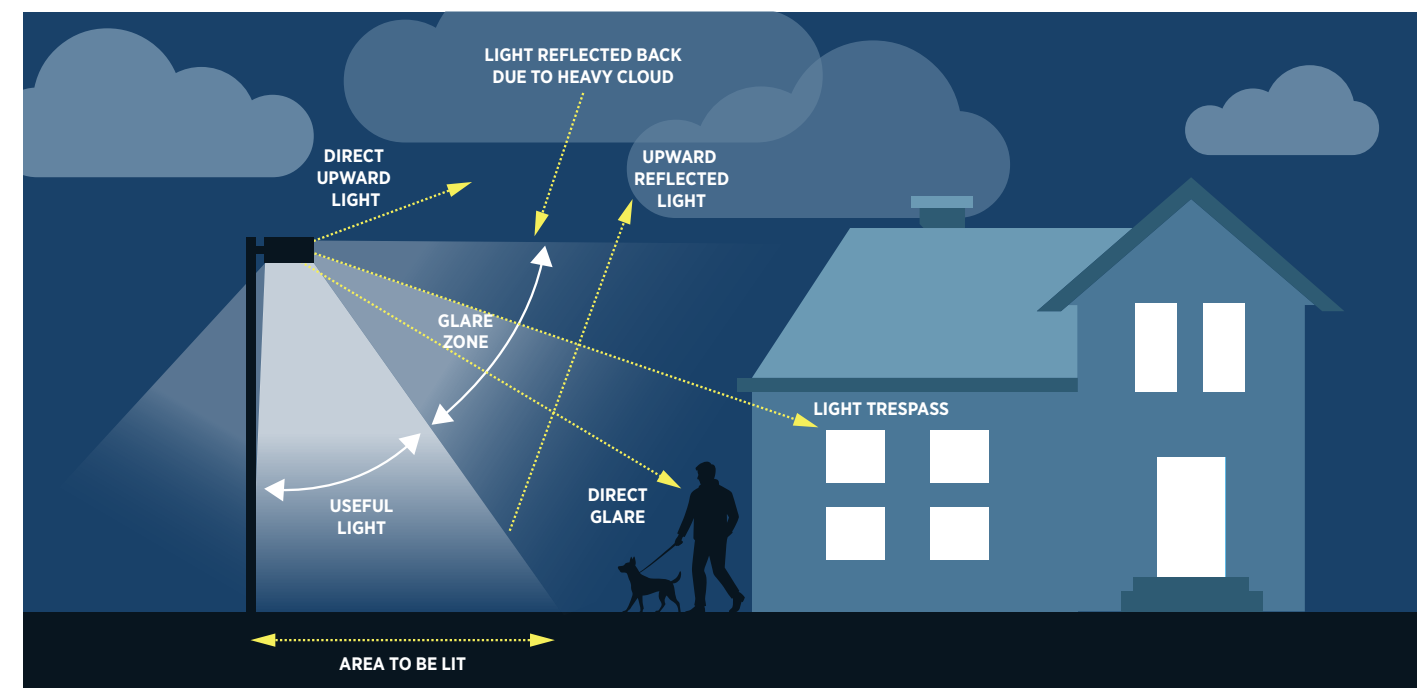 LIGHT REFLECTED BACK
DUE TO HEAVY CLOUD
DIRECT
UPWARD
LIGHT
UPWARD
REFLECTED
LIGHT
GLARE
ZONE
LIGHT TRESPASS
USEFUL
LIGHT
DIRECT
GLARE
AREA TO BE LIT